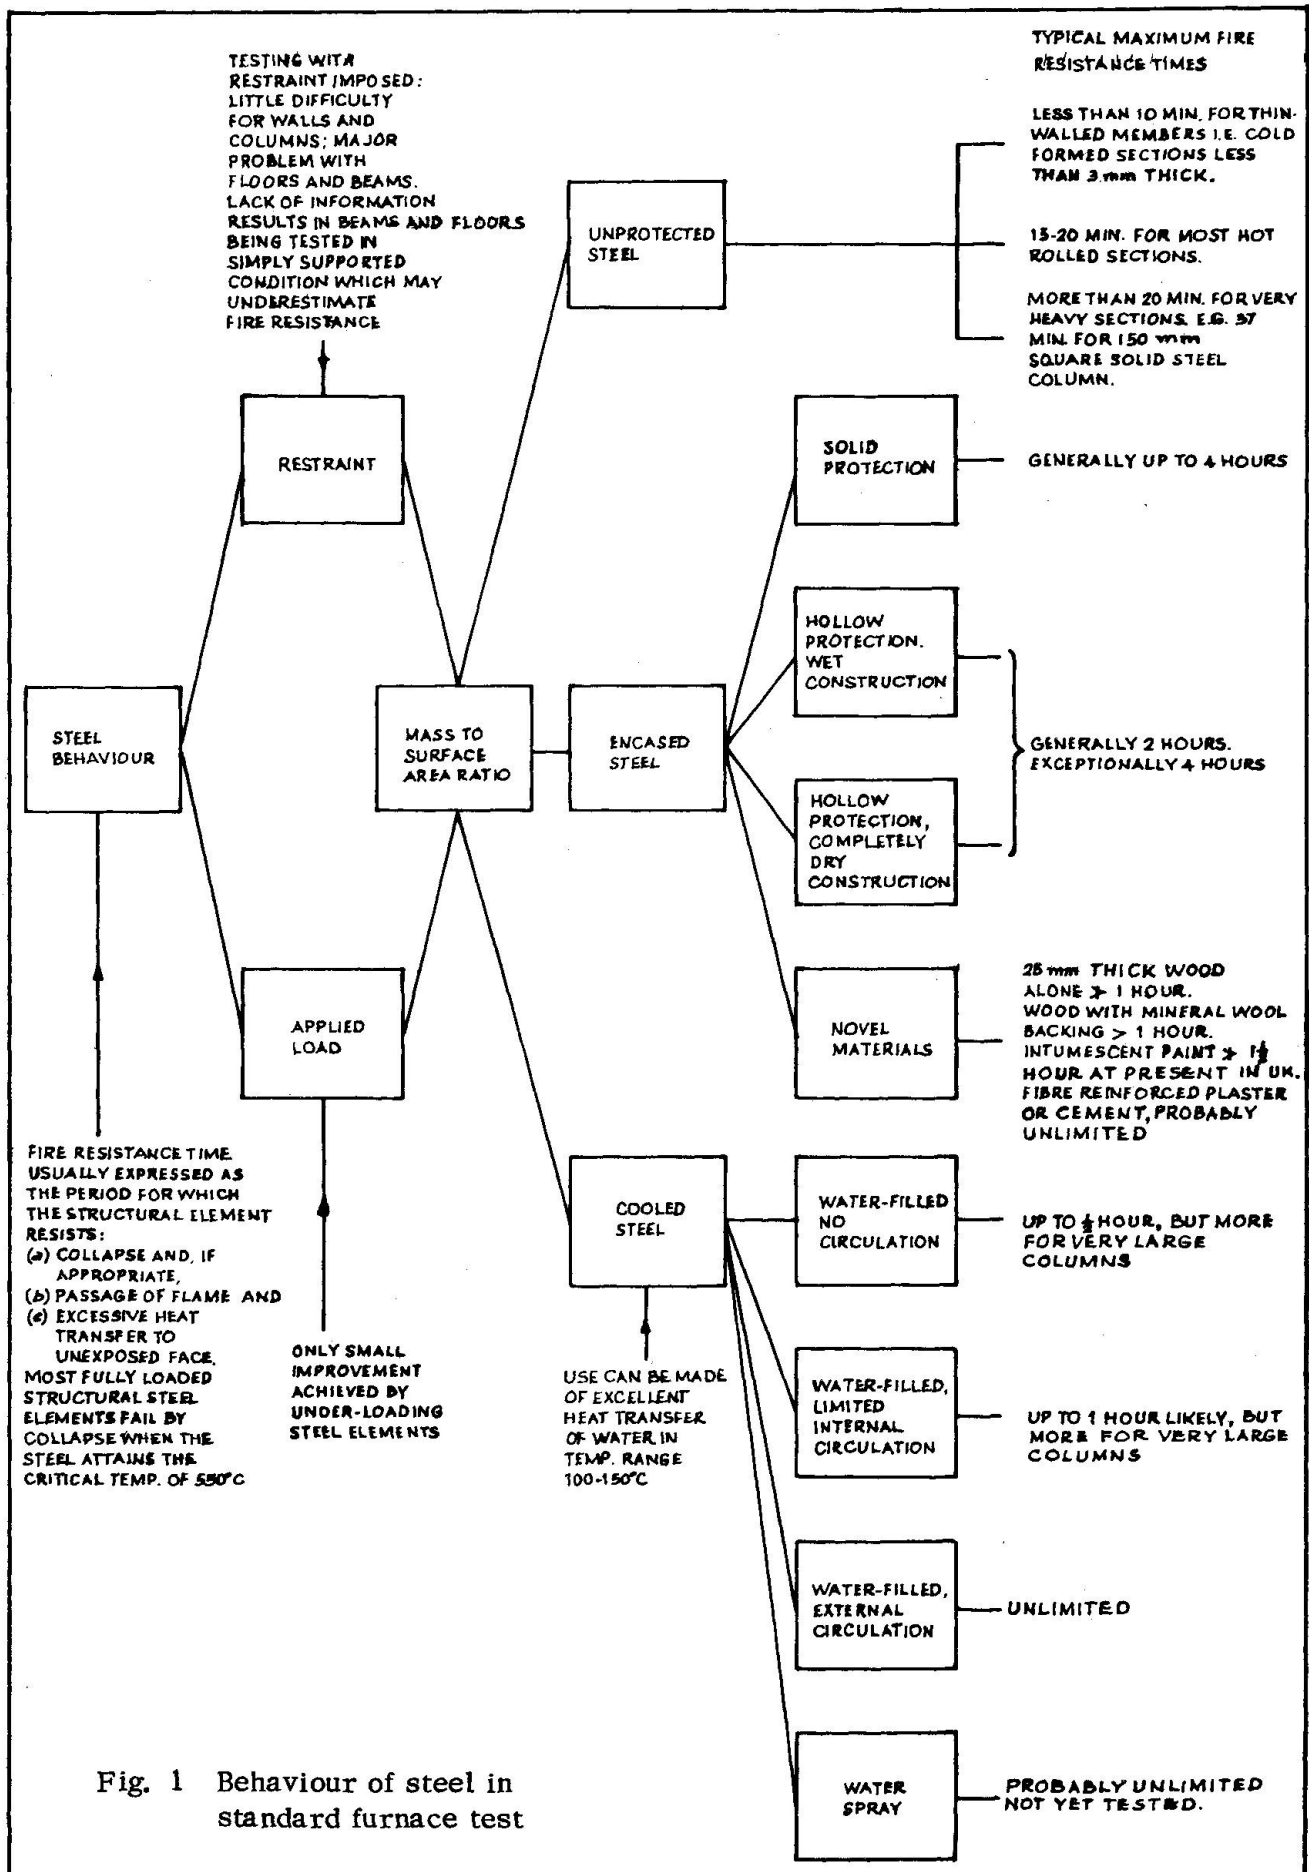 TYPICAL MAXIMUM FIRE
RESISTANCE TIMES
TESTING WITH
RESTRAINT IMPOSED:
LITTLE DIFFICULTY
FOR WALLS AND
COLUMNS; MAJOR
PROBLEM WITH
FLOORS AND BEAMS.
LACK OF INFORMATION
RESULTS IN BEAMS AND FLOORS
BEING TESTED IN
SIMPLY SUPPORTED
CONDITION WHICH MAY
UNDERESTIMATE
FIRE RESISTANCE
UNPROTECTED
STEEL
LESS THAN 10 MIN. FOR THIN-
WALLED MEMBERS I.E. COLD
FORMED SECTIONS LESS
THAN 3 mm THICK.
15-20 MIN. FOR MOST HOT
ROLLED SECTIONS.
MORE THAN 20 MIN. FOR VERY
HEAVY SECTIONS. E.G. 37
MIN. FOR 150 mm
SQUARE SOLID STEEL
COLUMN.
RESTRAINT
SOLID
PROTECTION
GENERALLY UP TO 4 HOURS
HOLLOW
PROTECTION.
WET
CONSTRUCTION
STEEL
BEHAVIOUR
MASS TO
SURFACE
AREA RATIO
ENCASED
STEEL
GENERALLY 2 HOURS.
EXCEPTIONALLY 4 HOURS
HOLLOW
PROTECTION,
COMPLETELY
DRY
CONSTRUCTION
APPLIED
LOAD
NOVEL
MATERIALS
25 mm THICK WOOD
ALONE ≯ 1 HOUR.
WOOD WITH MINERAL WOOL
BACKING > 1 HOUR.
INTUMESCENT PAINT ≯ 1½
HOUR AT PRESENT IN UK.
FIBRE REINFORCED PLASTER
OR CEMENT, PROBABLY
UNLIMITED
FIRE RESISTANCE TIME
USUALLY EXPRESSED AS
THE PERIOD FOR WHICH
THE STRUCTURAL ELEMENT
RESISTS:
(a) COLLAPSE AND, IF
APPROPRIATE,
(b) PASSAGE OF FLAME AND
(c) EXCESSIVE HEAT
TRANSFER TO
UNEXPOSED FACE.
MOST FULLY LOADED
STRUCTURAL STEEL
ELEMENTS FAIL BY
COLLAPSE WHEN THE
STEEL ATTAINS THE
CRITICAL TEMP. OF 550°C
ONLY SMALL
IMPROVEMENT
ACHIEVED BY
UNDER-LOADING
STEEL ELEMENTS
COOLED
STEEL
USE CAN BE MADE
OF EXCELLENT
HEAT TRANSFER
OF WATER IN
TEMP. RANGE
100-150°C
WATER-FILLED
NO
CIRCULATION
UP TO ½ HOUR, BUT MORE
FOR VERY LARGE
COLUMNS
WATER-FILLED,
LIMITED
INTERNAL
CIRCULATION
UP TO 1 HOUR LIKELY, BUT
MORE FOR VERY LARGE
COLUMNS
WATER-FILLED,
EXTERNAL
CIRCULATION
UNLIMITED
WATER
SPRAY
PROBABLY UNLIMITED
NOT YET TESTED.
Fig. 1 Behaviour of steel in
standard furnace test